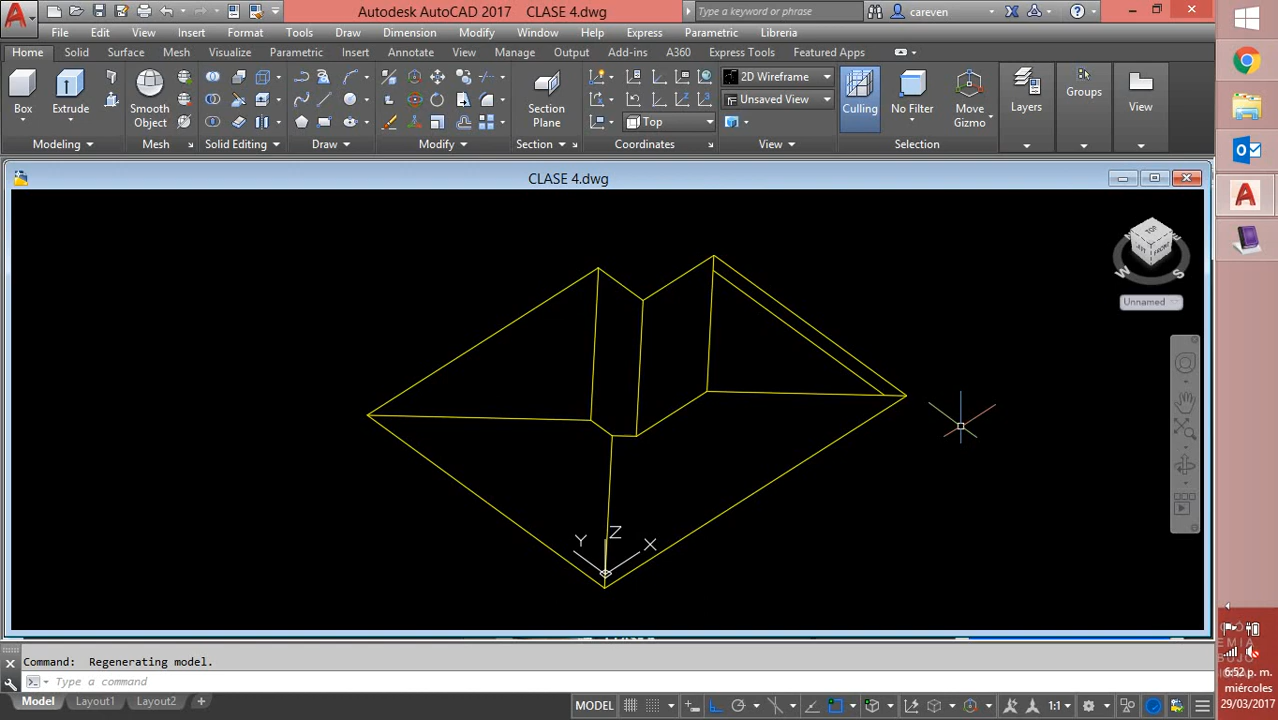 Autodesk AutoCAD 2017 CLASE 4.dwg
Type a keyword or phrase
careven
File Edit View Insert Format Tools Draw Dimension Modify Window Help Express Parametric Libreria
Home Solid Surface Mesh Visualize Parametric Insert Annotate View Manage Output Add-ins A360 Express Tools Featured Apps
2D Wireframe
Unsaved View
Box Extrude Smooth Object Section Plane Top Culling No Filter Move Gizmo Layers Groups View
Modeling Mesh Solid Editing Draw Modify Section Coordinates View Selection
CLASE 4.dwg
TOP
LEFT FRONT
W S
Unnamed
Y Z X
Command: Regenerating model.
Type a command
Model Layout1 Layout2 +
MODEL 1:1
6:52 p. m.
miércoles
29/03/2017